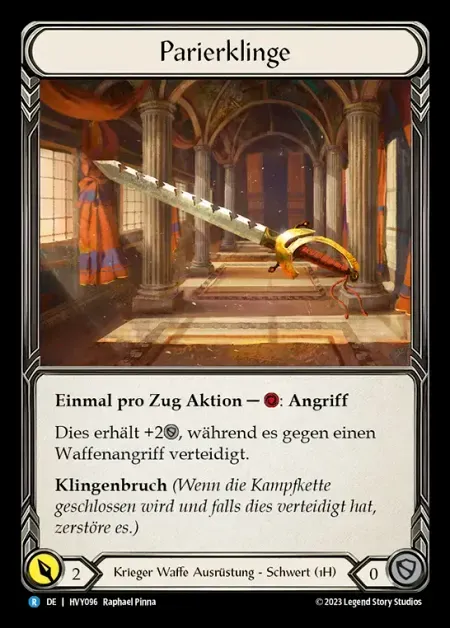 Parierklinge
Einmal pro Zug Aktion — : Angriff
Dies erhält +2, während es gegen einen
Waffenangriff verteidigt.
Klingenbruch (Wenn die Kampfkette
geschlossen wird und falls dies verteidigt hat,
zerstöre es.)
2
Krieger Waffe Ausrüstung - Schwert (1H)
0
R DE | HVY096 Raphael Pinna
© 2023 Legend Story Studios